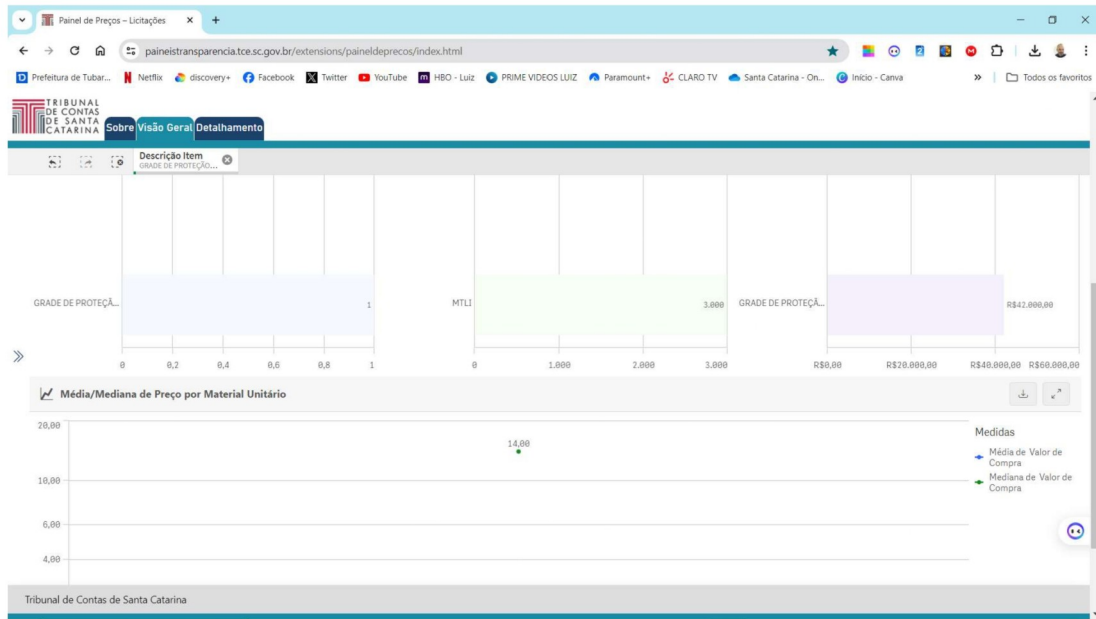 Painel de Preços – Licitações
paineistransparencia.tce.sc.gov.br/extensions/paineldeprecos/index.html
Prefeitura de Tubar... Netflix discovery+ Facebook Twitter YouTube HBO - Luiz PRIME VIDEOS LUIZ Paramount+ CLARO TV Santa Catarina - On... Início - Canva Todos os favoritos
TRIBUNAL
DE CONTAS
DE SANTA
CATARINA
Sobre Visão Geral Detalhamento
Descrição Item
GRADE DE PROTEÇÃO...
GRADE DE PROTEÇÃ... 1 MTLI 3.000 GRADE DE PROTEÇÃ... R$42.000,00
0 0,2 0,4 0,6 0,8 1 0 1.000 2.000 3.000 R$0,00 R$20.000,00 R$40.000,00 R$60.000,00
Média/Mediana de Preço por Material Unitário
20,00
14,00
10,00
6,00
4,00
Medidas
Média de Valor de
Compra
Mediana de Valor de
Compra
Tribunal de Contas de Santa Catarina